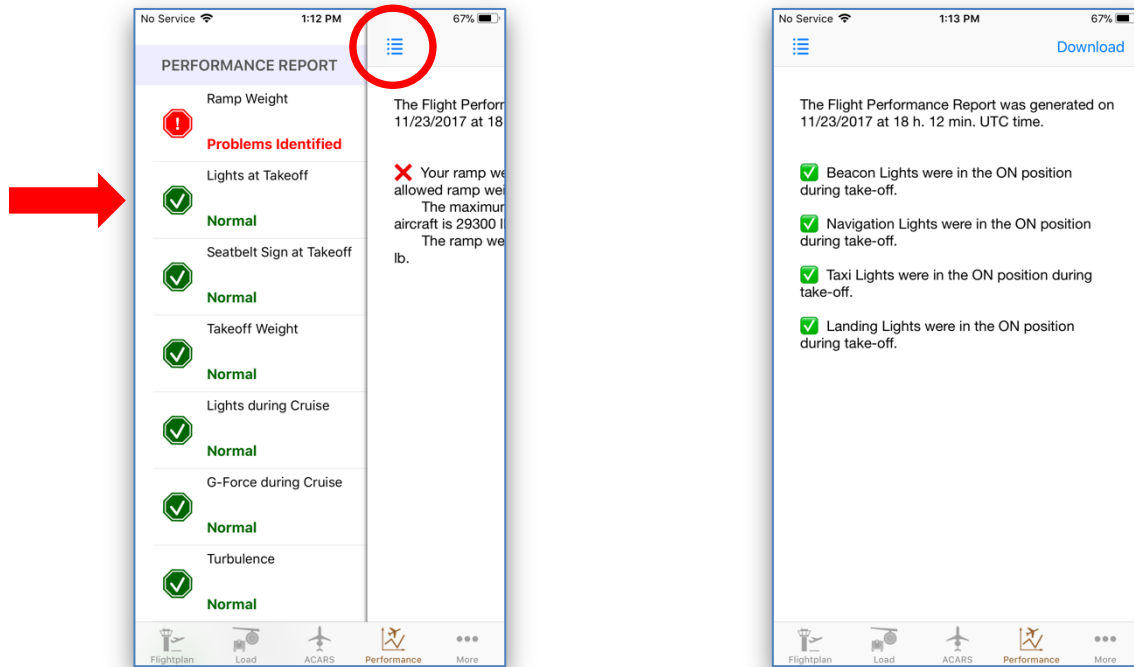 No Service 1:12 PM 67%
PERFORMANCE REPORT
Ramp Weight
Problems Identified
Lights at Takeoff
Normal
Seatbelt Sign at Takeoff
Normal
Takeoff Weight
Normal
Lights during Cruise
Normal
G-Force during Cruise
Normal
Turbulence
Normal
The Flight Perfor
11/23/2017 at 18
Your ramp we
allowed ramp wei
The maximur
aircraft is 29300 l
The ramp we
lb.
Flightplan Load ACARS Performance More
No Service 1:13 PM 67%
Download
The Flight Performance Report was generated on
11/23/2017 at 18 h. 12 min. UTC time.
Beacon Lights were in the ON position
during take-off.
Navigation Lights were in the ON position
during take-off.
Taxi Lights were in the ON position during
take-off.
Landing Lights were in the ON position
during take-off.
Flightplan Load ACARS Performance More